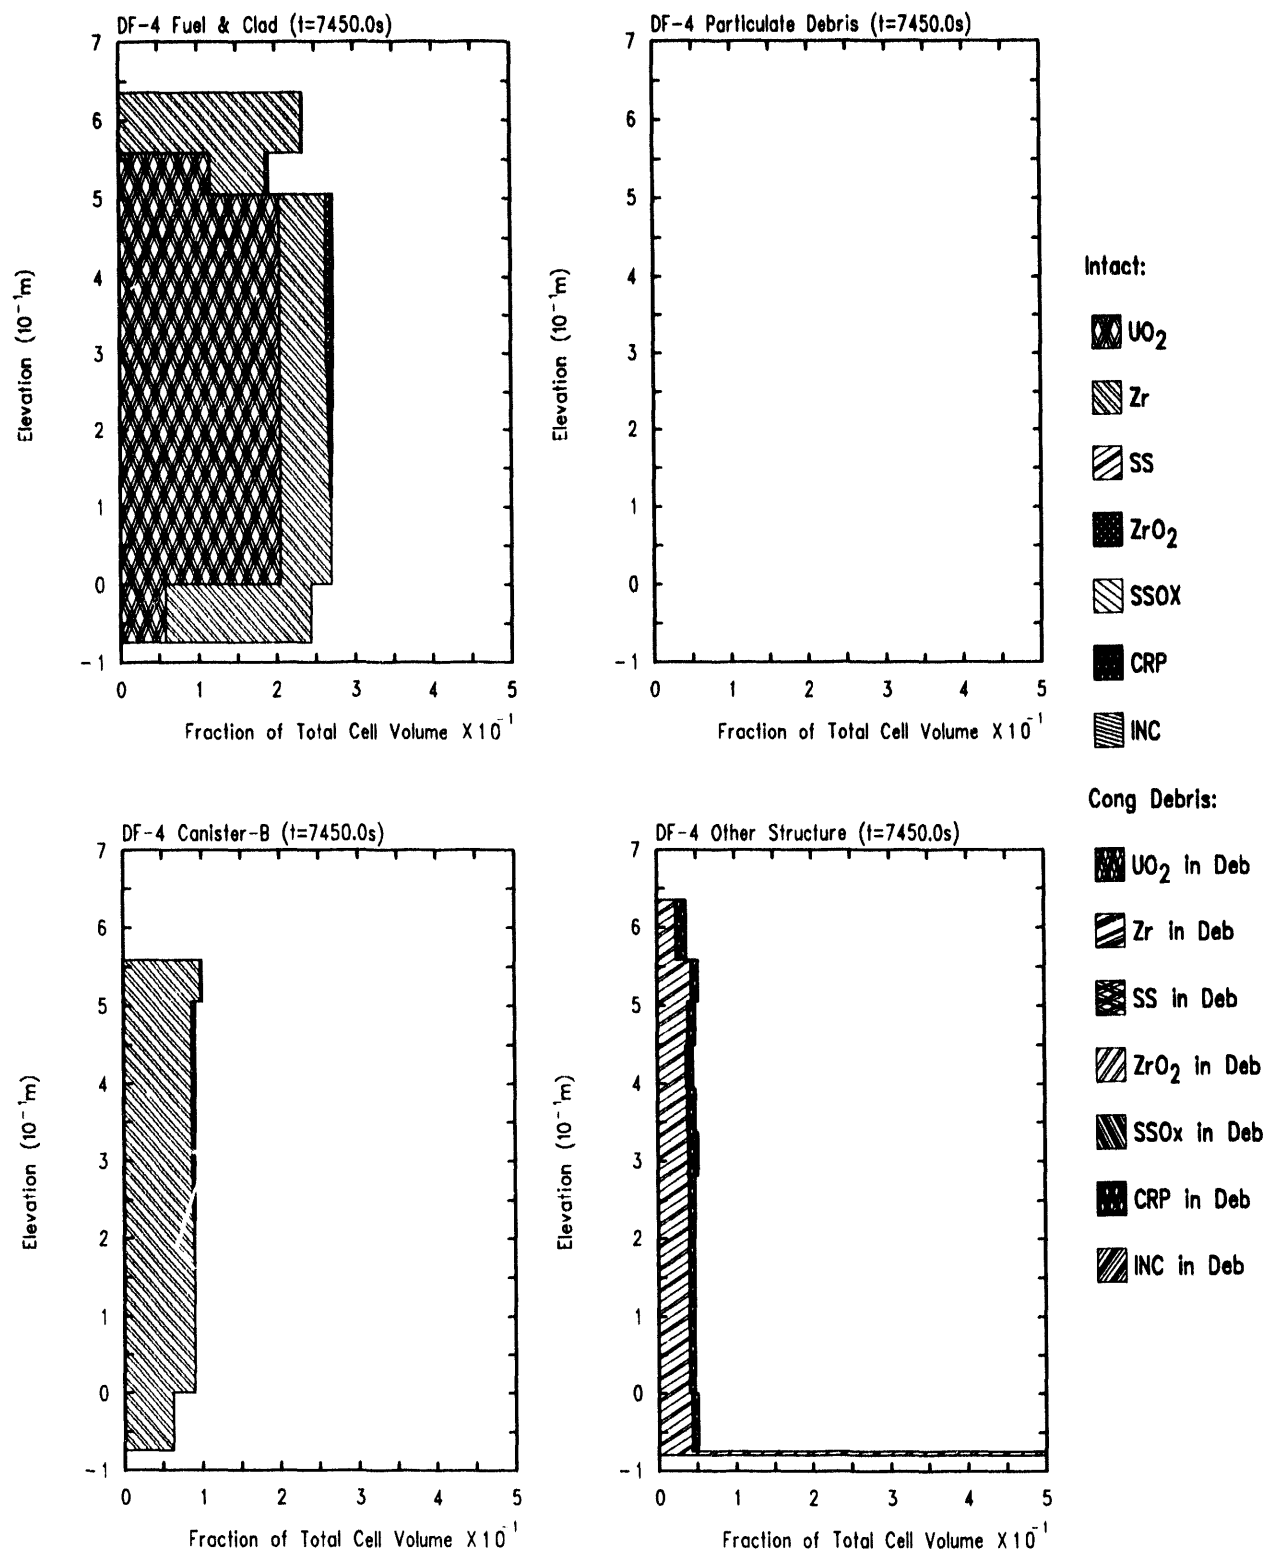 DF-4 Fuel & Clad (t=7450.0s)
7
6
5
4
3
2
1
0
-1
Elevation (10⁻¹m)
0 1 2 3 4 5
Fraction of Total Cell Volume X10⁻¹
DF-4 Particulate Debris (t=7450.0s)
7
6
5
4
3
2
1
0
-1
Elevation (10⁻¹m)
0 1 2 3 4 5
Fraction of Total Cell Volume X10⁻¹
DF-4 Canister-B (t=7450.0s)
7
6
5
4
3
2
1
0
-1
Elevation (10⁻¹m)
0 1 2 3 4 5
Fraction of Total Cell Volume X10⁻¹
DF-4 Other Structure (t=7450.0s)
7
6
5
4
3
2
1
0
-1
Elevation (10⁻¹m)
0 1 2 3 4 5
Fraction of Total Cell Volume X10⁻¹
Intact:
UO₂
Zr
SS
ZrO₂
SSOX
CRP
INC
Cong Debris:
UO₂ in Deb
Zr in Deb
SS in Deb
ZrO₂ in Deb
SSOx in Deb
CRP in Deb
INC in Deb